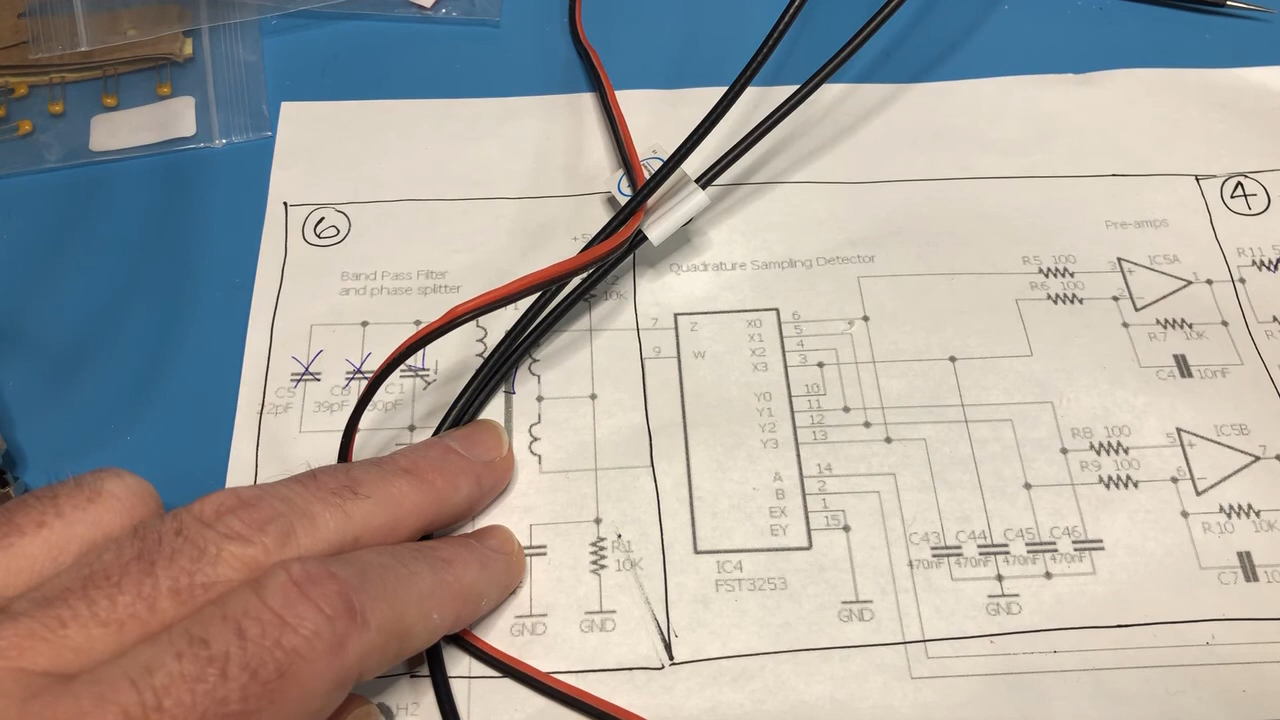 6
Band Pass Filter
and phase splitter
C5
39pF
C1
10K
R1
10K
GND
GND
H2
Quadrature Sampling Detector
7
9
Z
W
X0
X1
X2
X3
Y0
Y1
Y2
Y3
A
B
EX
EY
6
5
4
3
10
11
12
13
14
2
1
15
IC4
FST3253
GND
Pre-amps
R5 100
R6 100
3
2
+
-
IC5A
1
R7 10K
C4 10nF
R8 100
R9 100
5
6
+
-
IC5B
7
R10 10K
C7
C43
470nF
C44
470nF
C45
470nF
C46
470nF
GND
4
R11